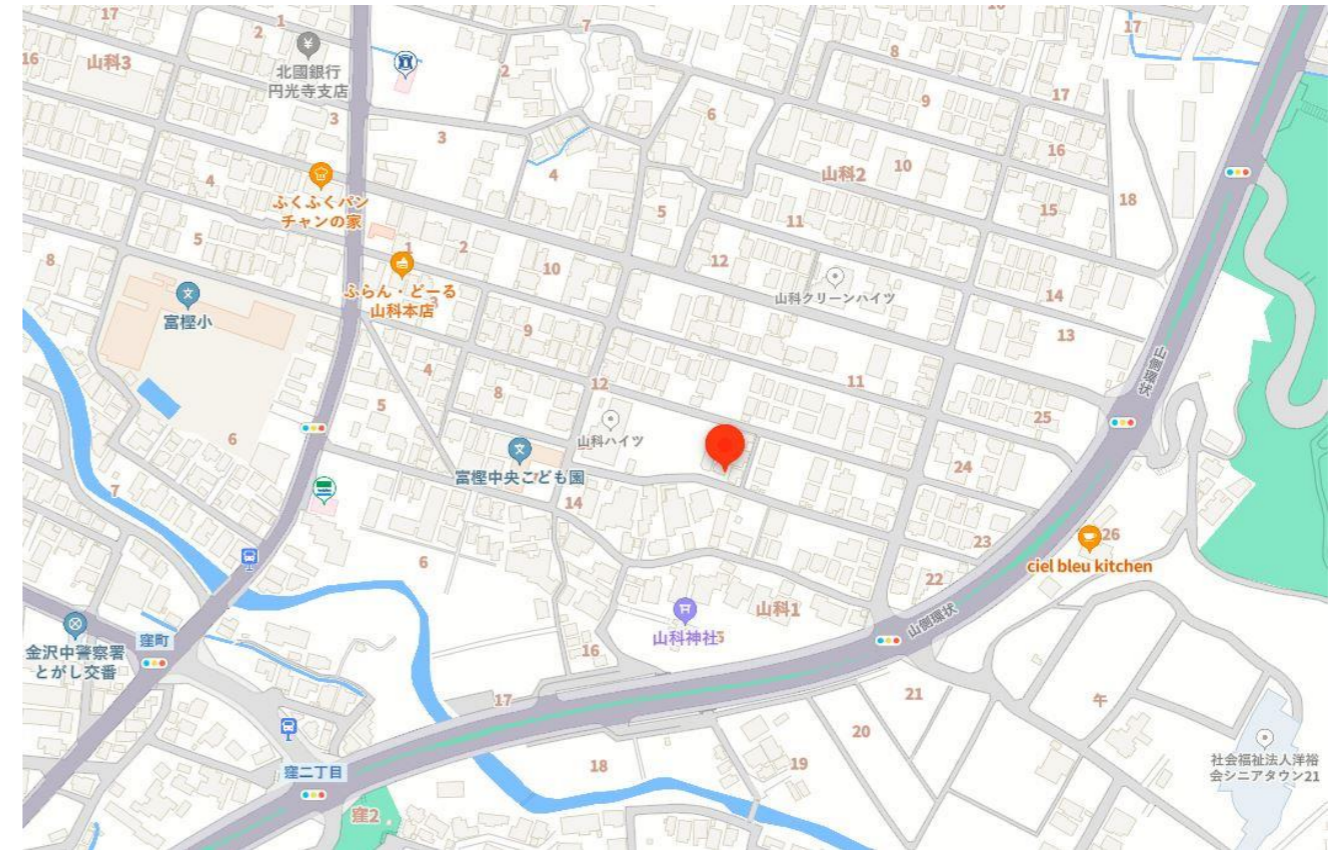 17
1
2
7
17
16
山科3
北國銀行
円光寺支店
2
8
3
3
6
9
17
16
4
ふくふくパン
チャンの家
4
山科2
10
18
5
15
5
1
2
11
8
10
12
ふらん・どーる
山科本店
山科クリーンハイツ
14
富樫小
9
13
山側環状
4
12
11
8
5
25
6
山科ハイツ
24
富樫中央こども園
7
14
6
23
26
ciel bleu kitchen
22
山科1
山側環状
金沢中警察署
とがし交番
窪町
山科神社
16
17
21
午
20
18
19
社会福祉法人洋裕
会シニアタウン21
窪二丁目
窪2